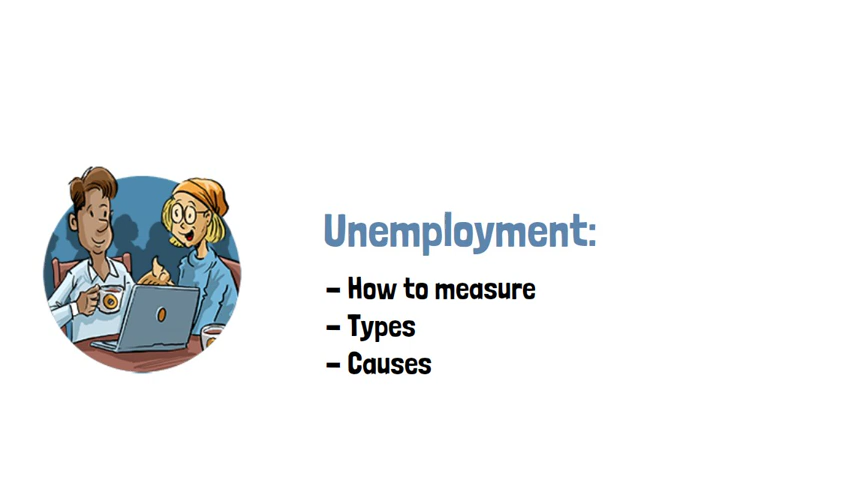 Unemployment:
- How to measure
- Types
- Causes